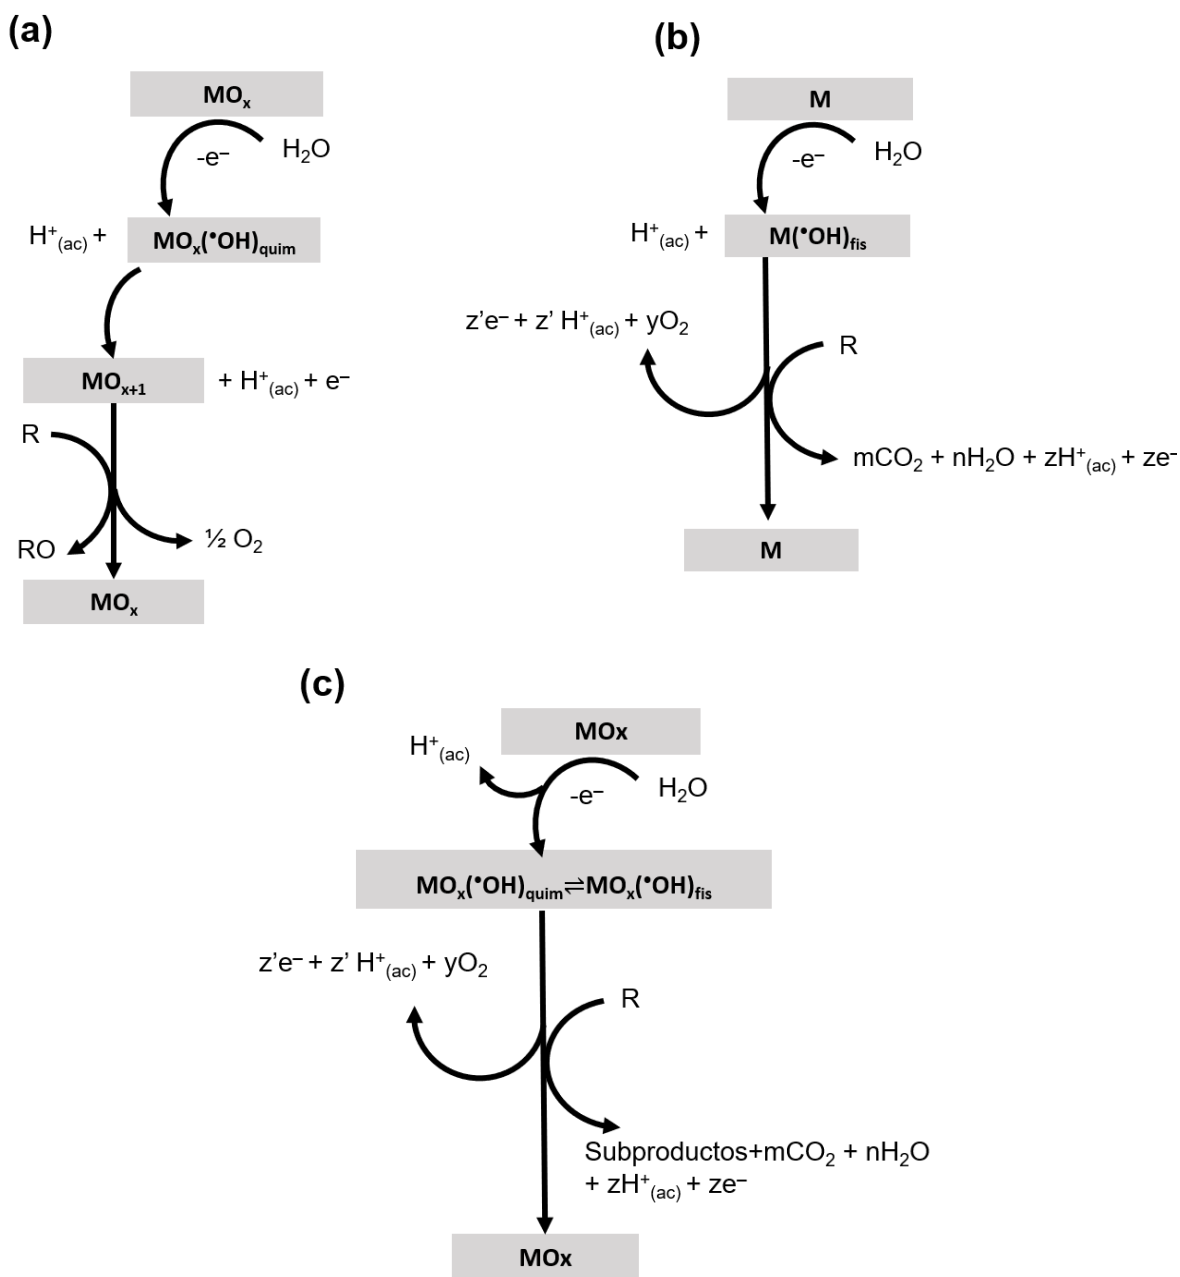 (a)
MOₓ
H₂O
-e⁻
H⁺₍ac₎ + MOₓ(•OH)quim
MOₓ₊₁ + H⁺₍ac₎ + e⁻
R
RO
½ O₂
MOₓ
(b)
M
H₂O
-e⁻
H⁺₍ac₎ + M(•OH)fis
z’e⁻ + z’ H⁺₍ac₎ + yO₂
R
mCO₂ + nH₂O + zH⁺₍ac₎ + ze⁻
M
(c)
MOx
H⁺₍ac₎
-e⁻
H₂O
MOₓ(•OH)quim⇌MOₓ(•OH)fis
z’e⁻ + z’ H⁺₍ac₎ + yO₂
R
Subproductos+mCO₂ + nH₂O
+ zH⁺₍ac₎ + ze⁻
MOx